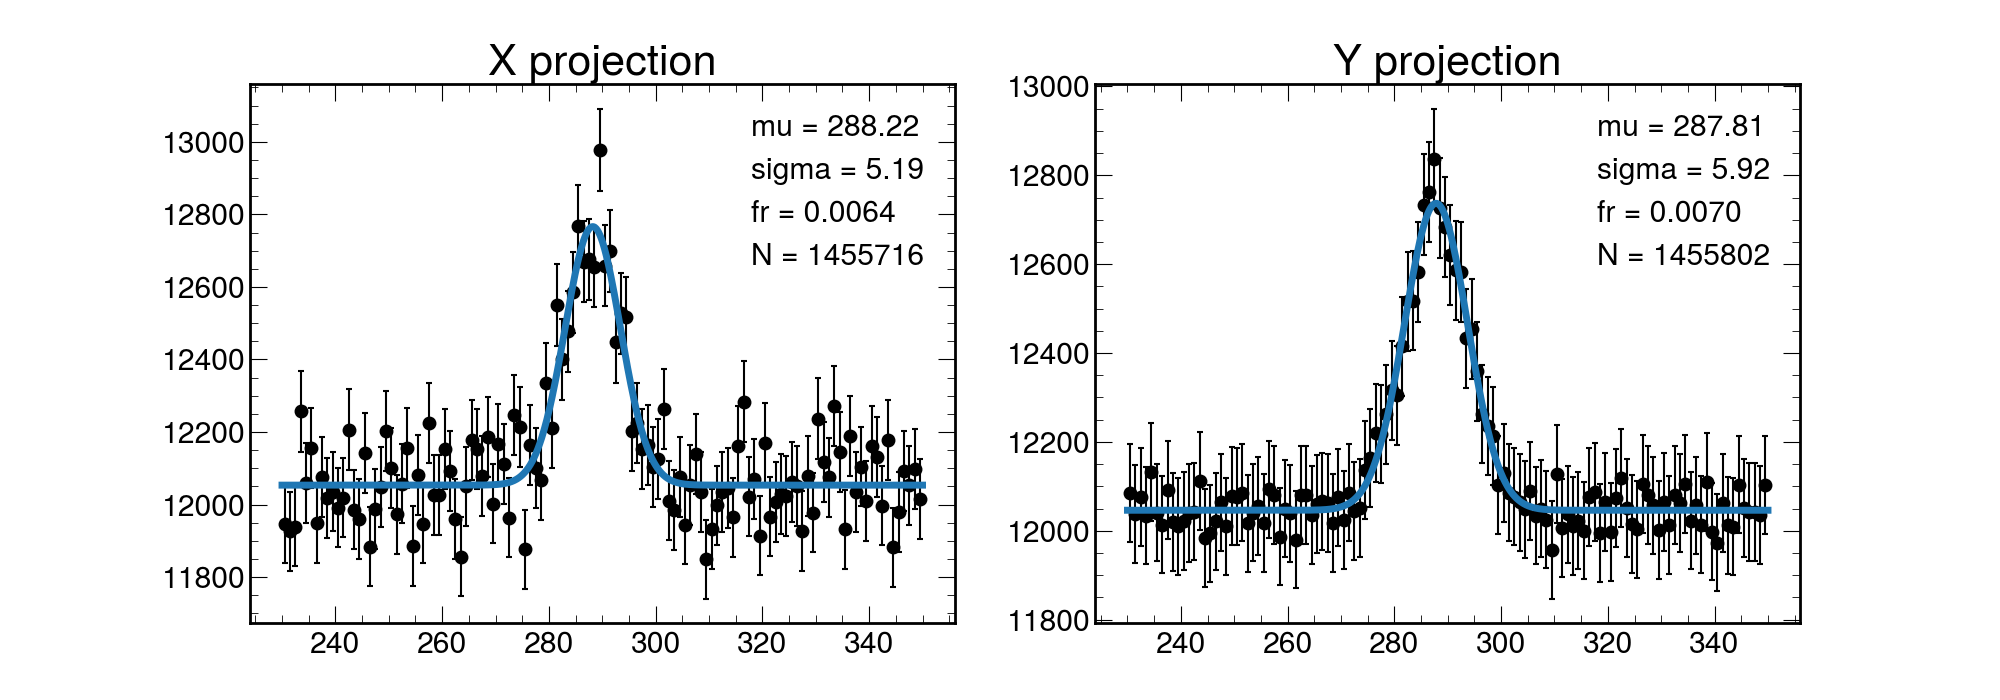 X projection
mu = 288.22
sigma = 5.19
fr = 0.0064
N = 1455716
13000
12800
12600
12400
12200
12000
11800
240 260 280 300 320 340
Y projection
mu = 287.81
sigma = 5.92
fr = 0.0070
N = 1455802
13000
12800
12600
12400
12200
12000
11800
240 260 280 300 320 340